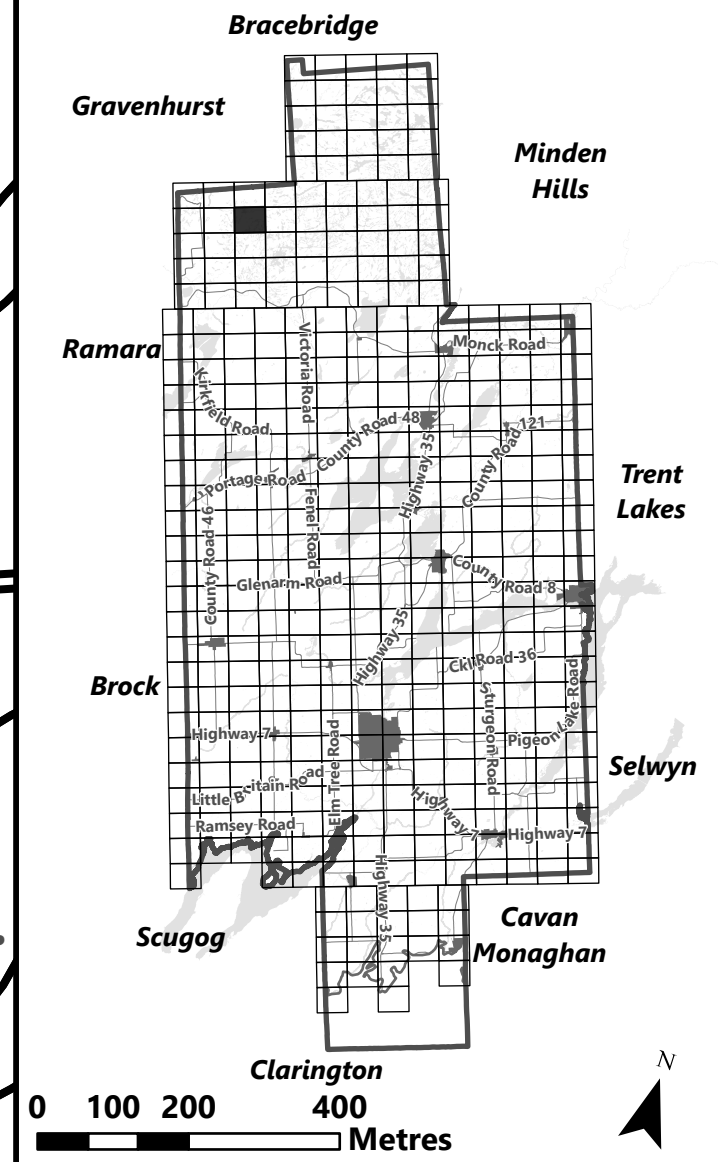 Bracebridge
Gravenhurst
Minden
Hills
Ramara
Monck Road
Victoria Road
Kirkfield Road
County Road 48
County Road 121
Highway 35
Portage Road
Trent
Lakes
Fenel Road
County Road 46
Glenarm Road
County Road 8
Highway 35
Ckl Road 36
Brock
Sturgeon Road
Pigeon Lake Road
Highway 7
Elm Tree Road
Selwyn
Little Britain Road
Highway 7
Ramsey Road
Highway 7
Highway 35
Scugog
Cavan
Monaghan
Clarington
N
0 100 200 400
Metres